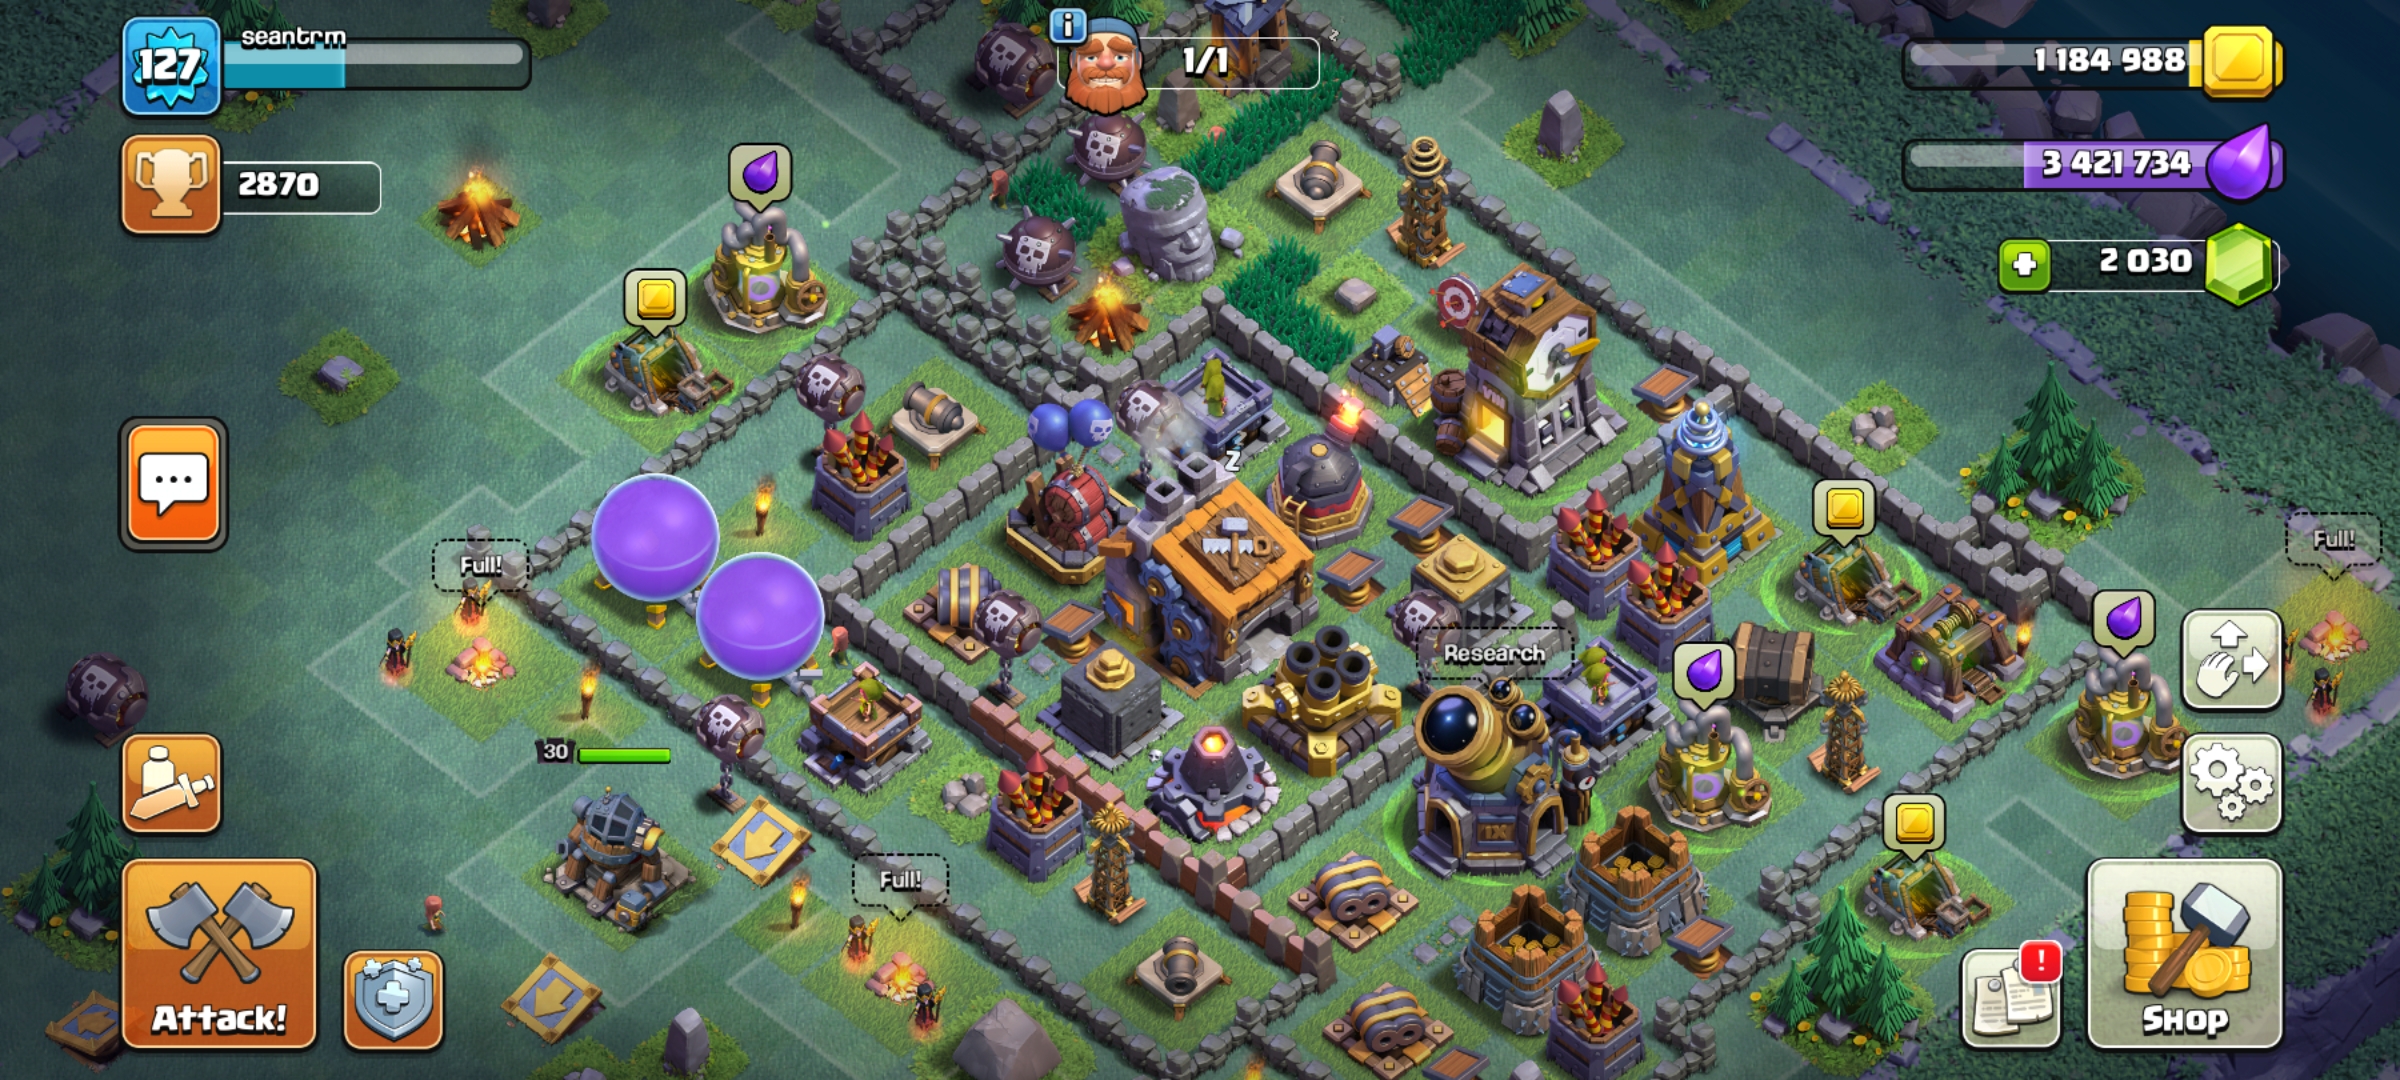 127
seantrm
1/1
1 184 988
2870
3 421 734
2 030
z
z
z
Full!
Full!
Research
30
IXI
Full!
Attack!
!
Shop